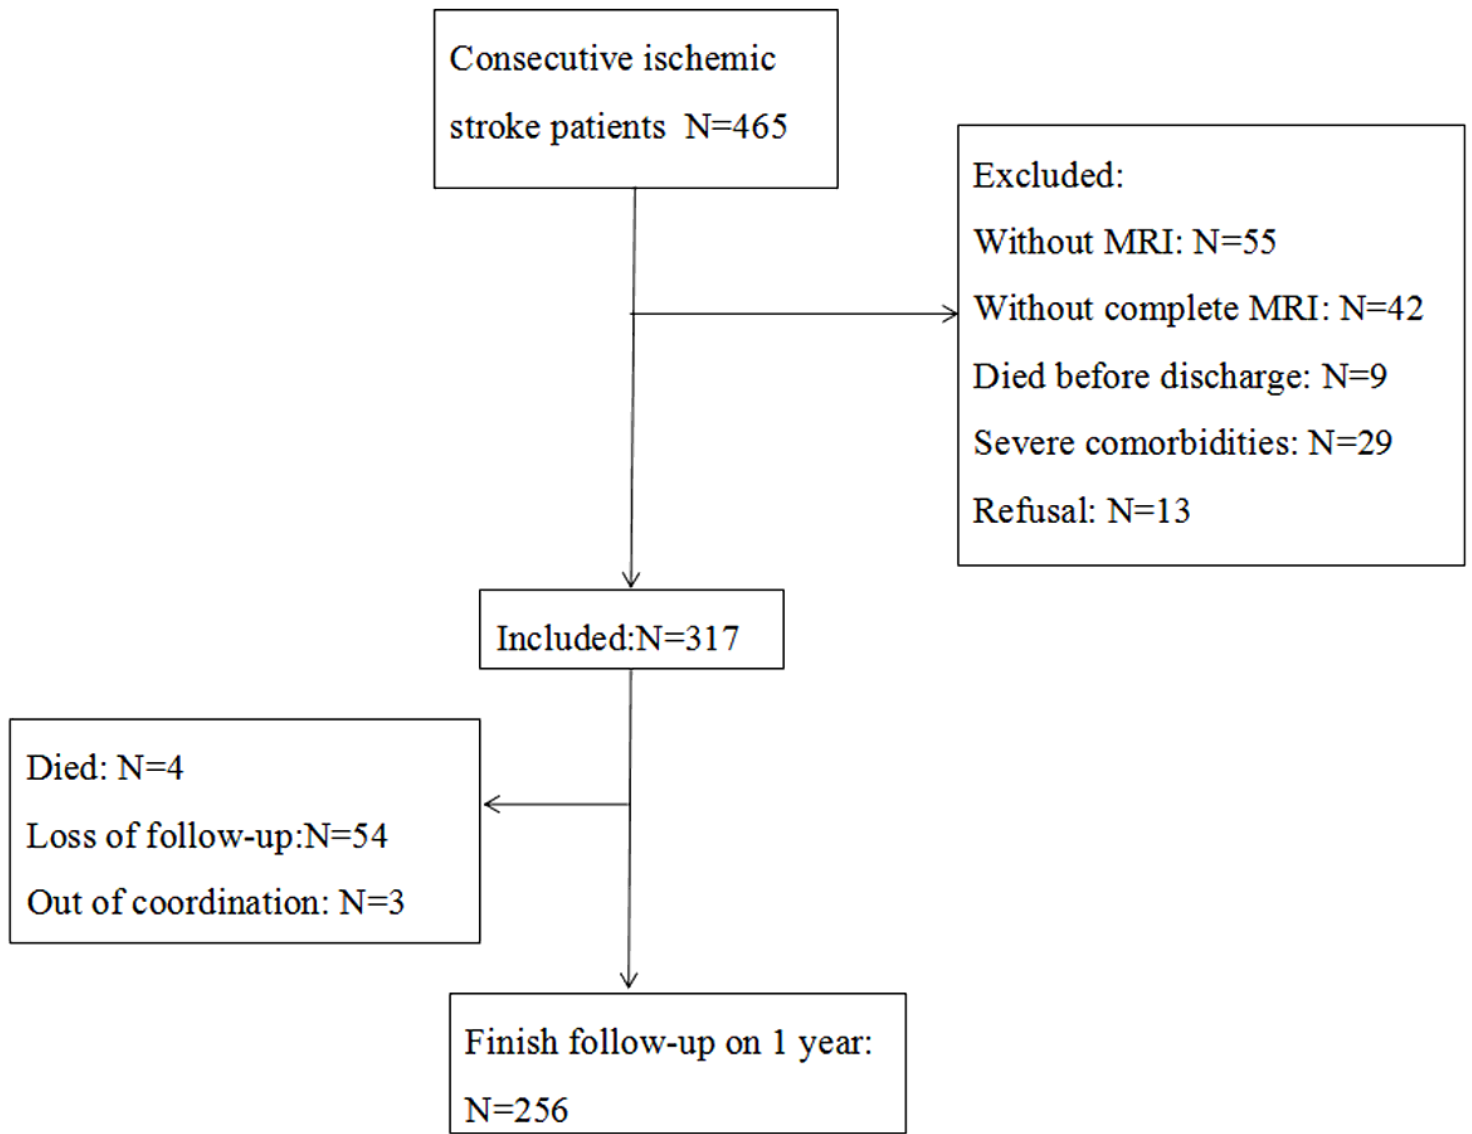 Consecutive ischemic
stroke patients  N=465
Excluded:
Without MRI: N=55
Without complete MRI: N=42
Died before discharge: N=9
Severe comorbidities: N=29
Refusal: N=13
Included:N=317
Died: N=4
Loss of follow-up:N=54
Out of coordination: N=3
Finish follow-up on 1 year:
N=256